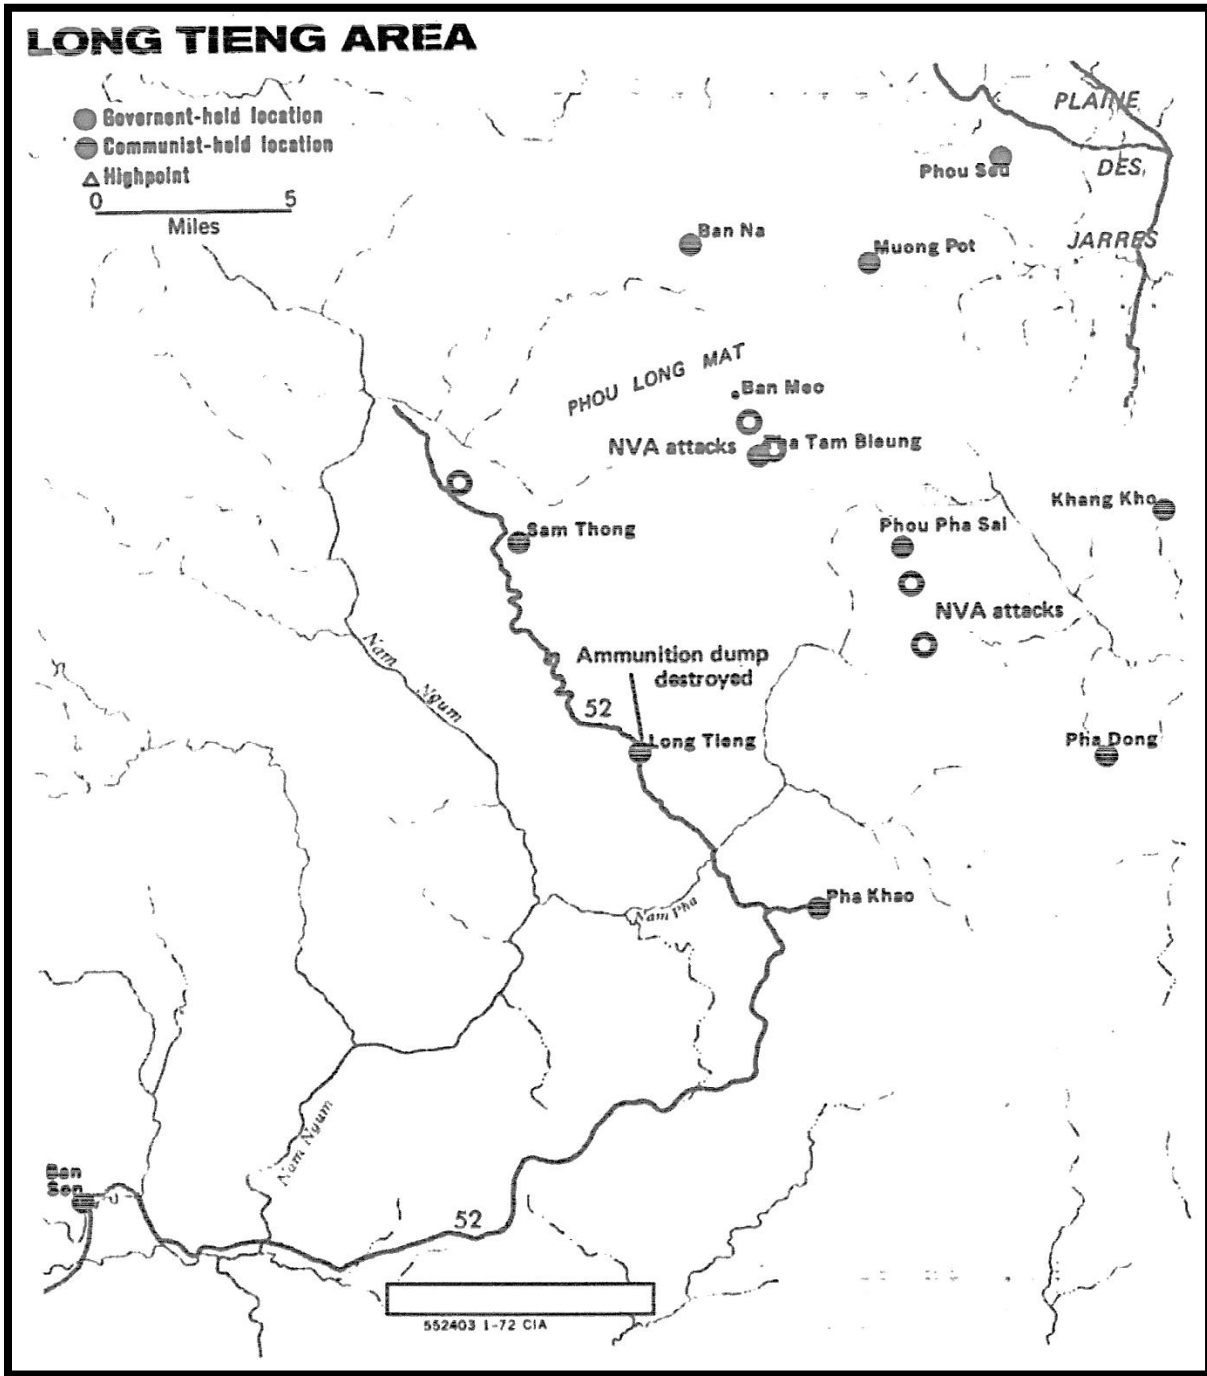 LONG TIENG AREA
Governent-held location
Communist-held location
Highpoint
0 5
Miles
PLAINE
DES
JARRES
Phou Seu
Ban Na
Muong Pot
PHOU LONG MAT
Ban Meo
NVA attacks
Tha Tam Bleung
Khang Kho
Phou Pha Sai
Sam Thong
NVA attacks
Nam
Ngum
Ammunition dump
destroyed
52
Long Tieng
Pha Dong
Pha Khao
Nam Pha
Nam Ngum
Ban
Son
52
552403 1-72 CIA